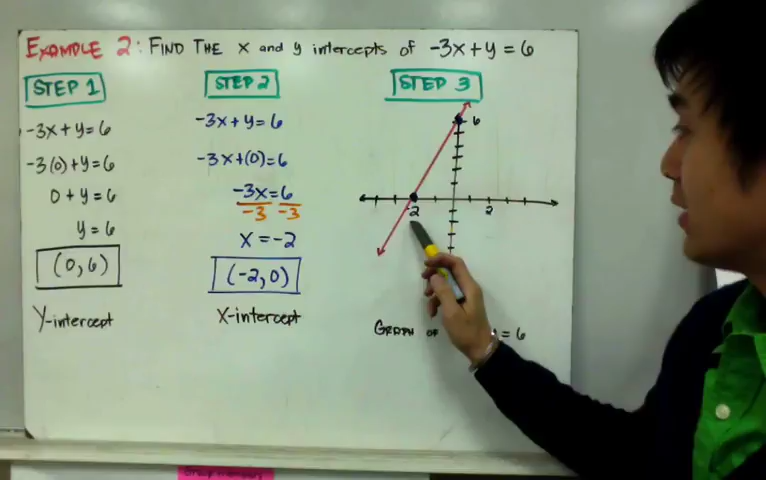 EXAMPLE 2: FIND THE x and y intercepts of -3x+y=6
STEP 1
-3x+y=6
-3(0)+y=6
0+y=6
y=6
(0,6)
Y-intercept
STEP 2
-3x+y=6
-3x+(0)=6
-3x=6
-3 -3
x=-2
(-2,0)
X-intercept
STEP 3
6
2 2
GRAPH OF = 6
Group members